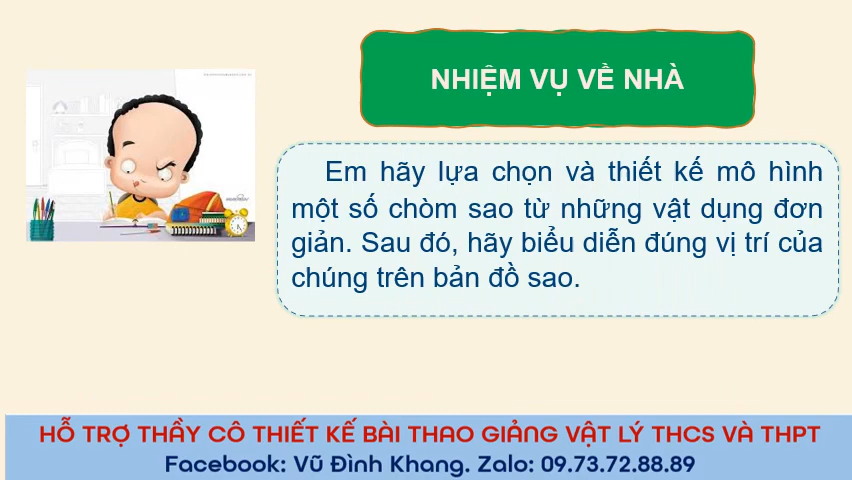 NHIỆM VỤ VỀ NHÀ
Em hãy lựa chọn và thiết kế mô hình
một số chòm sao từ những vật dụng đơn
giản. Sau đó, hãy biểu diễn đúng vị trí của
chúng trên bản đồ sao.
HỖ TRỢ THẦY CÔ THIẾT KẾ BÀI THAO GIẢNG VẬT LÝ THCS VÀ THPT
Facebook: Vũ Đình Khang. Zalo: 09.73.72.88.89